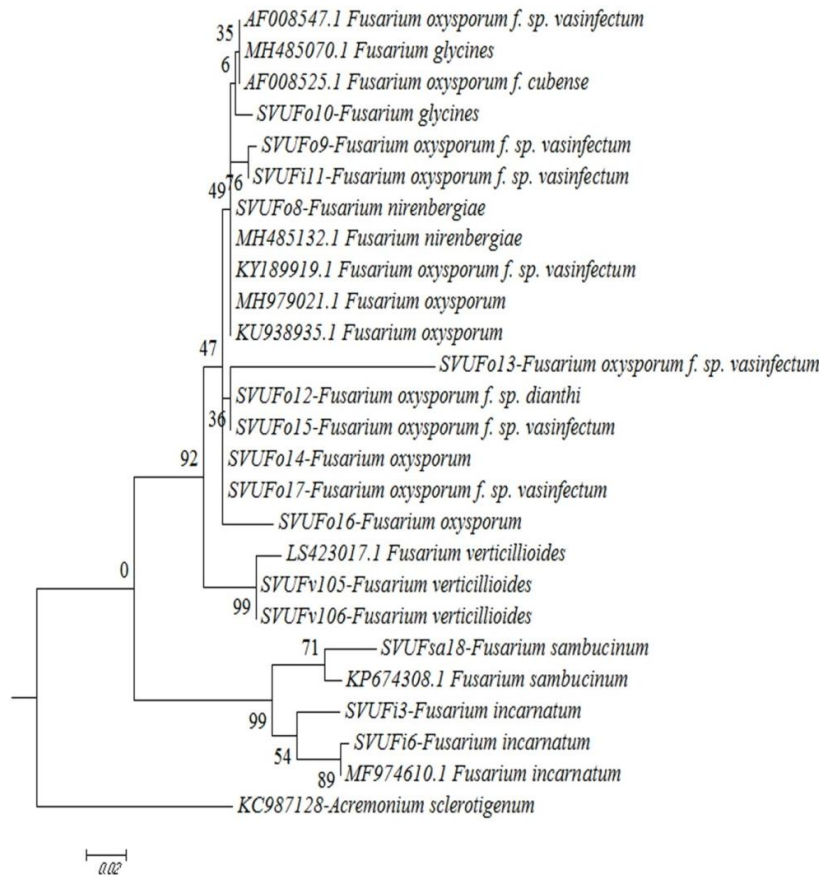 35
AF008547.1 Fusarium oxysporum f. sp. vasinfectum
MH485070.1 Fusarium glycines
6
AF008525.1 Fusarium oxysporum f. cubense
SVUFo10-Fusarium glycines
SVUFo9-Fusarium oxysporum f. sp. vasinfectum
SVUFi11-Fusarium oxysporum f. sp. vasinfectum
76
49
SVUFo8-Fusarium nirenbergiae
MH485132.1 Fusarium nirenbergiae
KY189919.1 Fusarium oxysporum f. sp. vasinfectum
MH979021.1 Fusarium oxysporum
KU938935.1 Fusarium oxysporum
47
SVUFo13-Fusarium oxysporum f. sp. vasinfectum
SVUFo12-Fusarium oxysporum f. sp. dianthi
36
SVUFo15-Fusarium oxysporum f. sp. vasinfectum
92
SVUFo14-Fusarium oxysporum
SVUFo17-Fusarium oxysporum f. sp. vasinfectum
SVUFo16-Fusarium oxysporum
0
LS423017.1 Fusarium verticillioides
SVUFv105-Fusarium verticillioides
99
SVUFv106-Fusarium verticillioides
71
SVUFsa18-Fusarium sambucinum
KP674308.1 Fusarium sambucinum
99
SVUFi3-Fusarium incarnatum
54
SVUFi6-Fusarium incarnatum
89
MF974610.1 Fusarium incarnatum
KC987128-Acremonium sclerotigenum
0.02